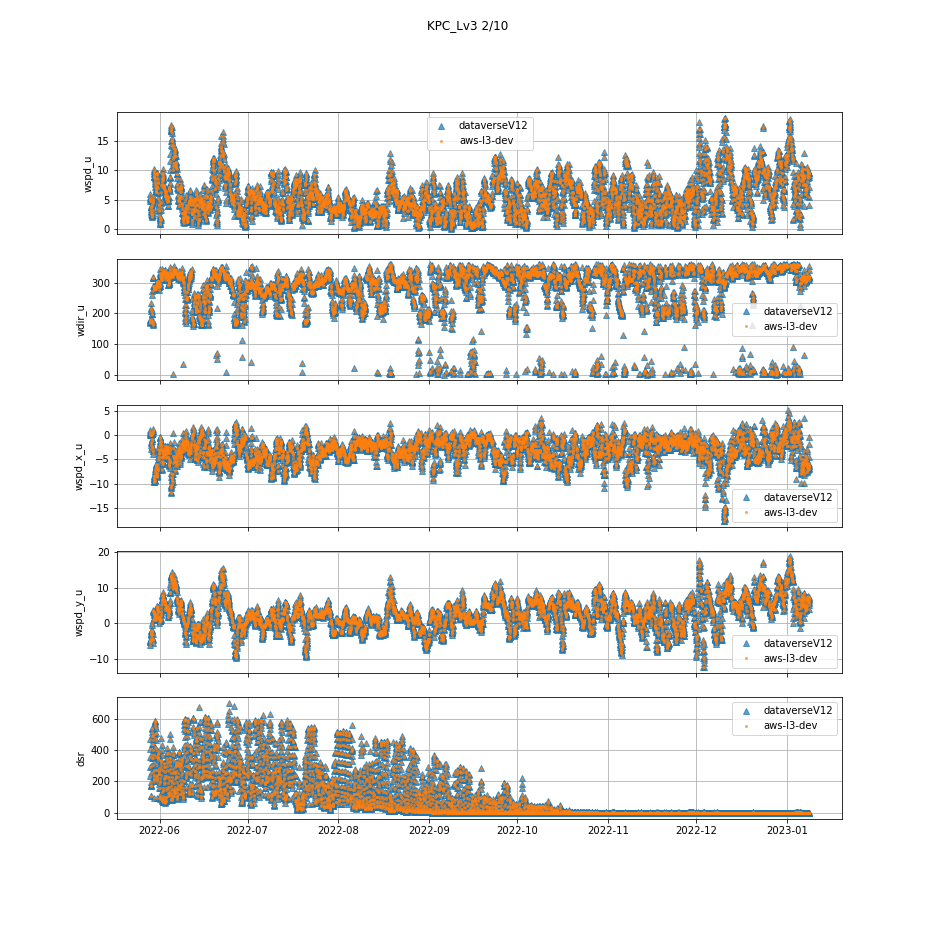 KPC_Lv3 2/10
wspd_u
15
10
5
0
dataverseV12
aws-l3-dev
wdir_u
300
200
100
0
dataverseV12
aws-l3-dev
wspd_x_u
5
0
−5
−10
−15
dataverseV12
aws-l3-dev
wspd_y_u
20
10
0
−10
dataverseV12
aws-l3-dev
dsr
600
400
200
0
dataverseV12
aws-l3-dev
2022-06 2022-07 2022-08 2022-09 2022-10 2022-11 2022-12 2023-01